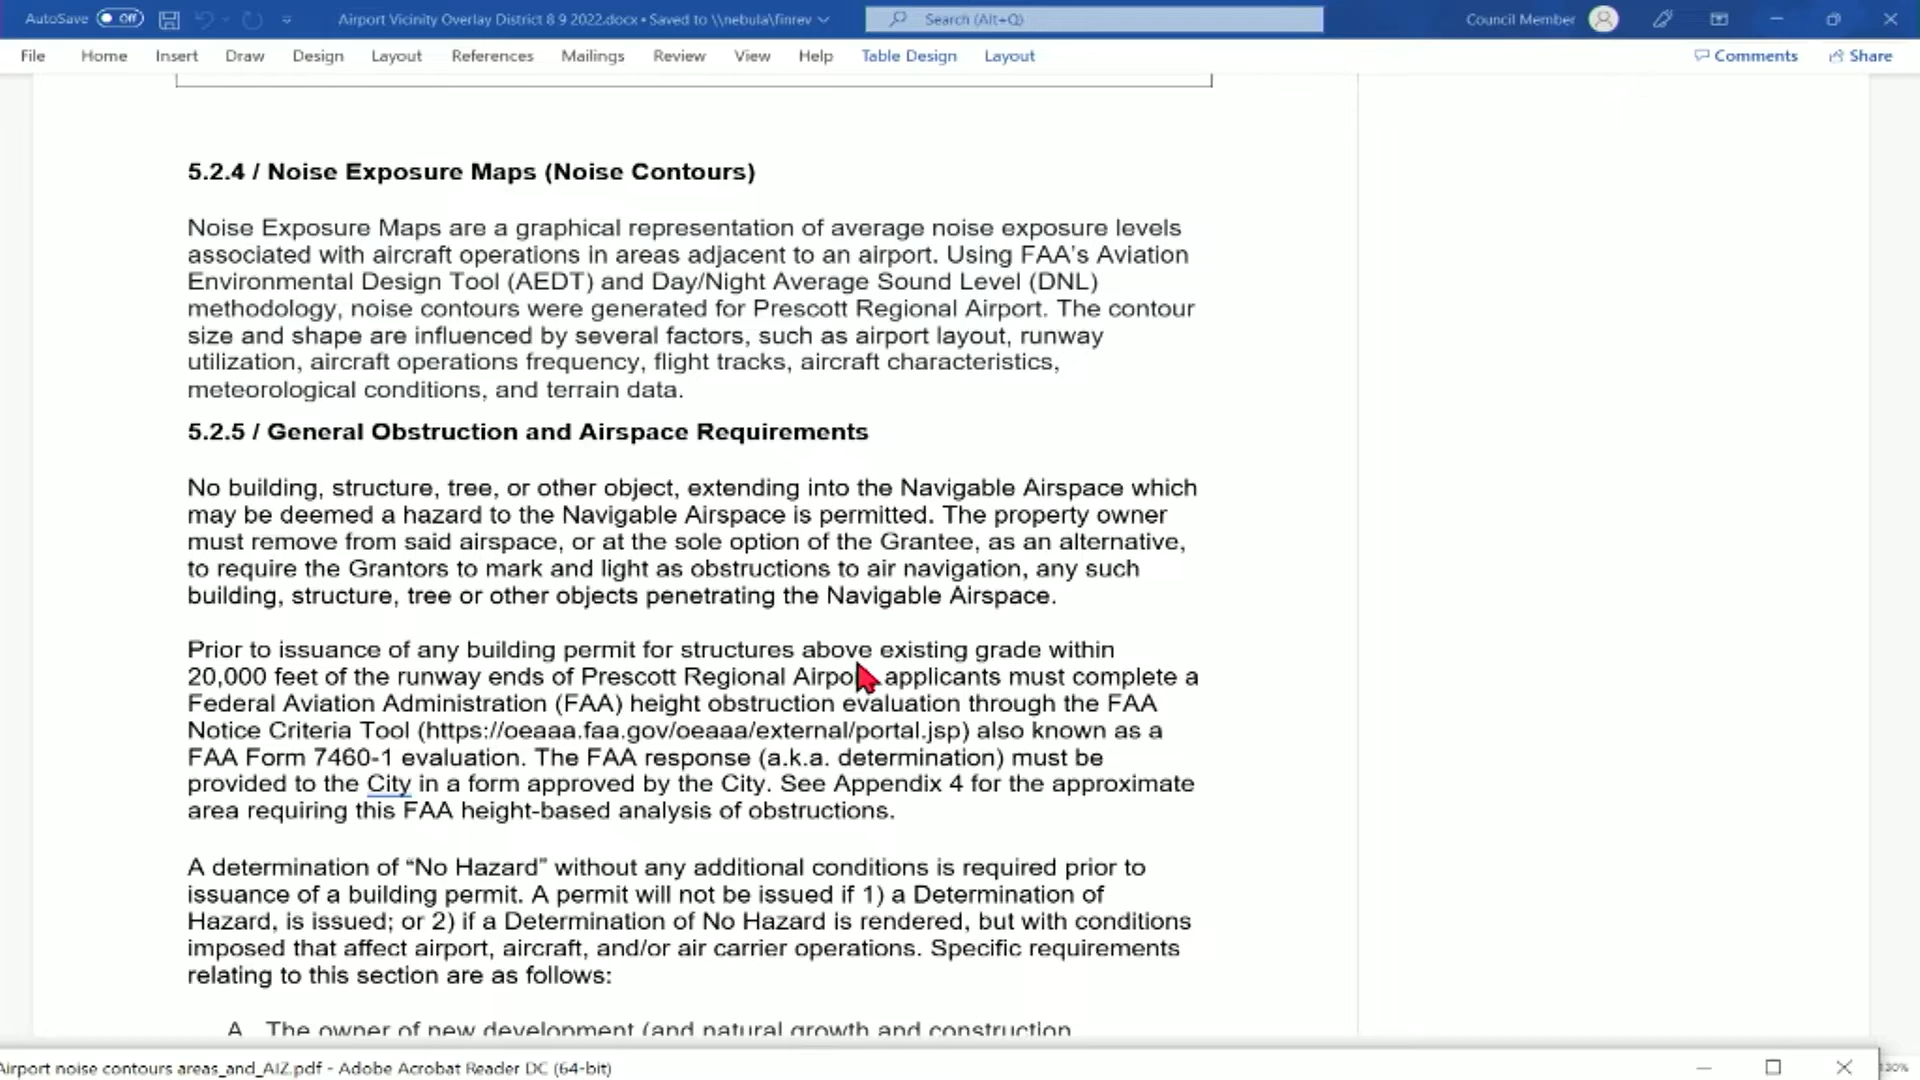 AutoSave Off Airport Vicinity Overlay District 8 9 2022.docx • Saved to \\nebula\finrev Search (Alt+Q) Council Member
File Home Insert Draw Design Layout References Mailings Review View Help Table Design Layout Comments Share
5.2.4 / Noise Exposure Maps (Noise Contours)
Noise Exposure Maps are a graphical representation of average noise exposure levels
associated with aircraft operations in areas adjacent to an airport. Using FAA's Aviation
Environmental Design Tool (AEDT) and Day/Night Average Sound Level (DNL)
methodology, noise contours were generated for Prescott Regional Airport. The contour
size and shape are influenced by several factors, such as airport layout, runway
utilization, aircraft operations frequency, flight tracks, aircraft characteristics,
meteorological conditions, and terrain data.
5.2.5 / General Obstruction and Airspace Requirements
No building, structure, tree, or other object, extending into the Navigable Airspace which
may be deemed a hazard to the Navigable Airspace is permitted. The property owner
must remove from said airspace, or at the sole option of the Grantee, as an alternative,
to require the Grantors to mark and light as obstructions to air navigation, any such
building, structure, tree or other objects penetrating the Navigable Airspace.
Prior to issuance of any building permit for structures above existing grade within
20,000 feet of the runway ends of Prescott Regional Airpo applicants must complete a
Federal Aviation Administration (FAA) height obstruction evaluation through the FAA
Notice Criteria Tool (https://oeaaa.faa.gov/oeaaa/external/portal.jsp) also known as a
FAA Form 7460-1 evaluation. The FAA response (a.k.a. determination) must be
provided to the City in a form approved by the City. See Appendix 4 for the approximate
area requiring this FAA height-based analysis of obstructions.
A determination of “No Hazard” without any additional conditions is required prior to
issuance of a building permit. A permit will not be issued if 1) a Determination of
Hazard, is issued; or 2) if a Determination of No Hazard is rendered, but with conditions
imposed that affect airport, aircraft, and/or air carrier operations. Specific requirements
relating to this section are as follows:
A. The owner of new development (and natural growth and construction
Airport noise contours areas_and_AIZ.pdf - Adobe Acrobat Reader DC (64-bit)
130%